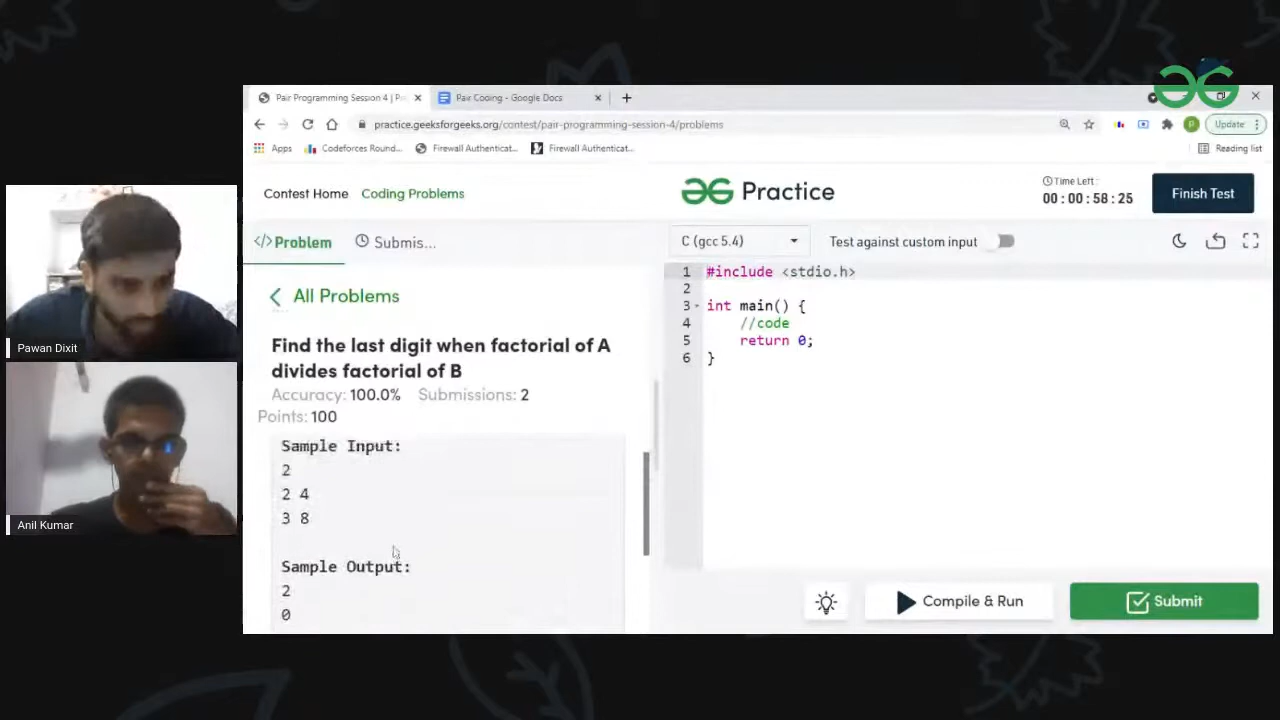 Pair Programming Session 4 | P
Pair Coding - Google Docs
practice.geeksforgeeks.org/contest/pair-programming-session-4/problems
Update
Apps
Codeforces Round...
Firewall Authenticat...
Firewall Authenticat...
Reading list
Contest Home
Coding Problems
Practice
Time Left :
00 : 00 : 58 : 25
Finish Test
</>Problem
Submis...
C (gcc 5.4)
Test against custom input
All Problems
Find the last digit when factorial of A
divides factorial of B
Accuracy: 100.0% Submissions: 2
Points: 100
Sample Input:
2
2 4
3 8
Sample Output:
2
0
1 #include <stdio.h>
2
3 int main() {
4 //code
5 return 0;
6 }
Compile & Run
Submit
Pawan Dixit
Anil Kumar